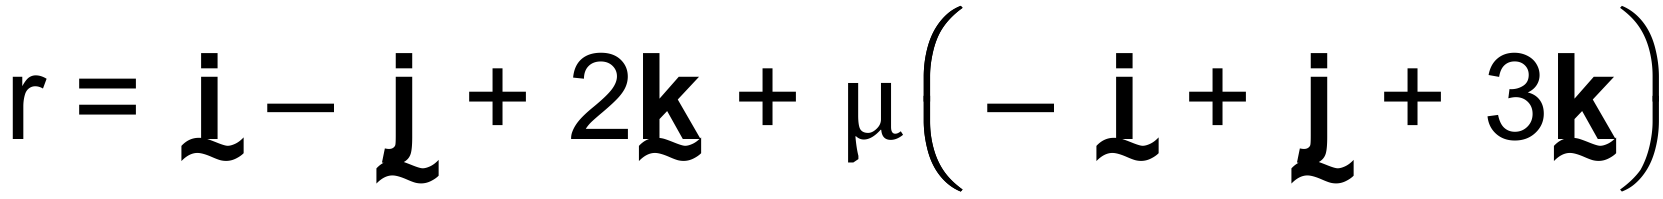 r = i − j + 2k + μ(− i + j + 3k)